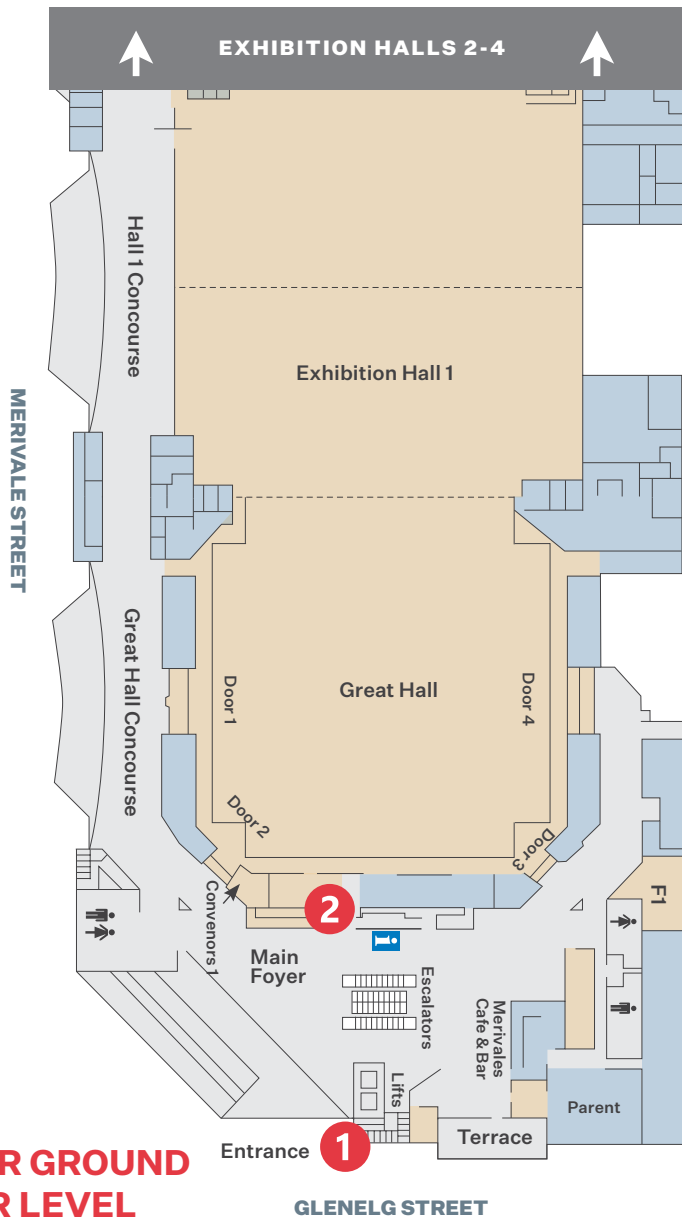 EXHIBITION HALLS 2-4
Hall 1 Concourse
Exhibition Hall 1
MERIVALE STREET
Great Hall Concourse
Door 1
Great Hall
Door 4
Door 2
Door 3
Convenors 1
2
F1
i
Main
Foyer
Escalators
Merivales
Cafe & Bar
Lifts
Parent
Terrace
Entrance
1
R GROUND
R LEVEL
GLENELG STREET